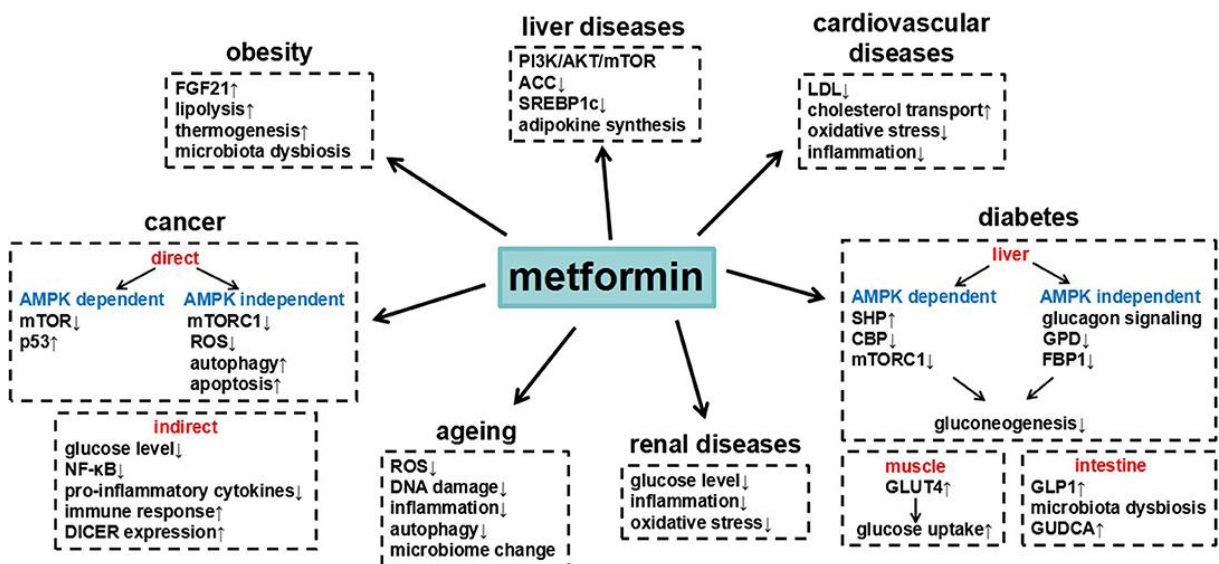 obesity
FGF21↑
lipolysis↑
thermogenesis↑
microbiota dysbiosis
liver diseases
PI3K/AKT/mTOR
ACC↓
SREBP1c↓
adipokine synthesis
cardiovascular
diseases
LDL↓
cholesterol transport↑
oxidative stress↓
inflammation↓
metformin
cancer
direct
AMPK dependent
mTOR↓
p53↑
AMPK independent
mTORC1↓
ROS↓
autophagy↑
apoptosis↑
indirect
glucose level↓
NF-κB↓
pro-inflammatory cytokines↓
immune response↑
DICER expression↑
ageing
ROS↓
DNA damage↓
inflammation↓
autophagy↓
microbiome change
renal diseases
glucose level↓
inflammation↓
oxidative stress↓
diabetes
liver
AMPK dependent
SHP↑
CBP↓
mTORC1↓
AMPK independent
glucagon signaling
GPD↓
FBP1↓
gluconeogenesis↓
muscle
GLUT4↑
glucose uptake↑
intestine
GLP1↑
microbiota dysbiosis
GUDCA↑